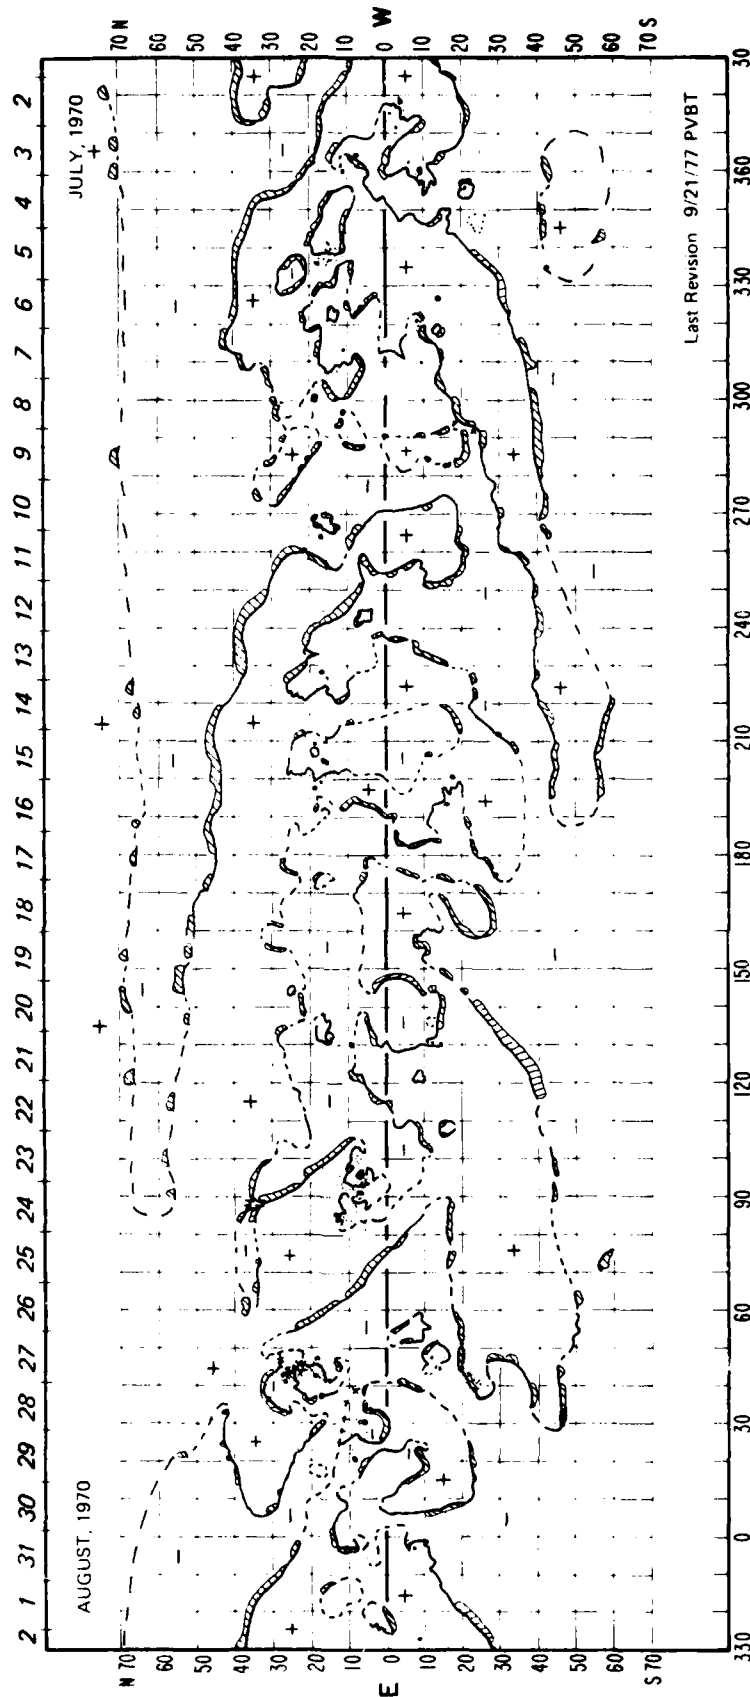 2 1 31 30 29 28 27 26 25 24 23 22 21 20 19 18 17 16 15 14 13 12 11 10 9 8 7 6 5 4 3 2
AUGUST, 1970 JULY, 1970
N 70 70 N
60 60
50 50
40 40
30 30
20 20
10 10
E 0 0 W
10 10
20 20
30 30
40 40
50 50
60 60
S 70 70 S
Last Revision 9/21/77 PVBT
330 0 30 60 90 120 150 180 210 240 270 300 330 360 30